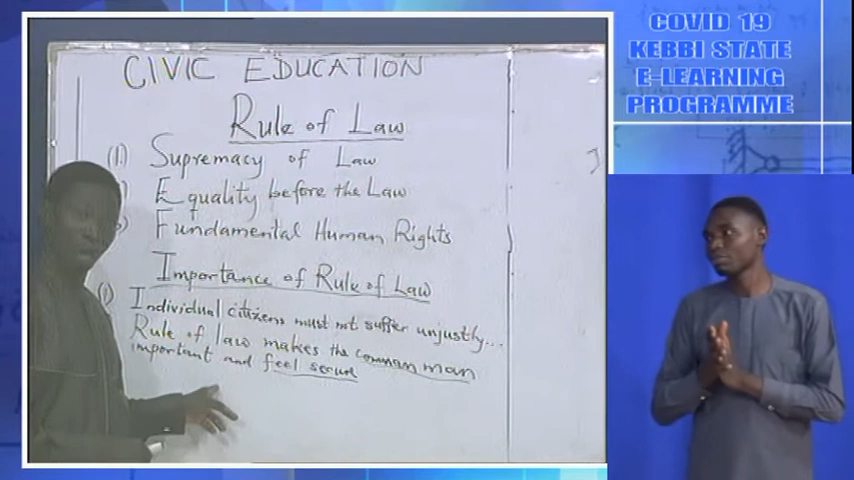 CIVIC EDUCATION
Rule of Law
(1.) Supremacy of Law
) Equality before the Law
) Fundamental Human Rights
Importance of Rule of Law
(1) Individual citizens must not suffer unjustly...
Rule of law makes the common man
important and feel secure
COVID 19
KEBBI STATE
E-LEARNING
PROGRAMME